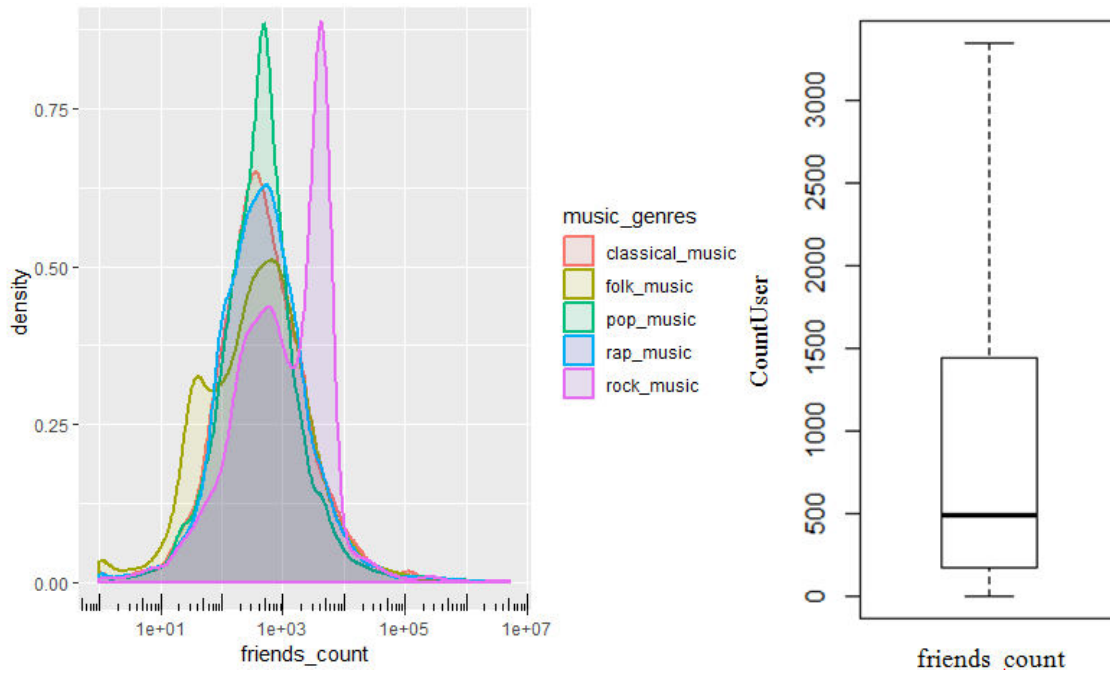 density
0.75
0.50
0.25
0.00
1e+01
1e+03
1e+05
1e+07
friends_count
music_genres
classical_music
folk_music
pop_music
rap_music
rock_music
CountUser
3000
2500
2000
1500
1000
500
0
friends_count